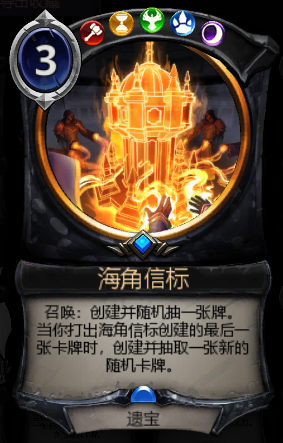 3
海角信标
召唤：创建并随机抽一张牌。
当你打出海角信标创建的最后一
张卡牌时，创建并抽取一张新的
随机卡牌。
遗宝